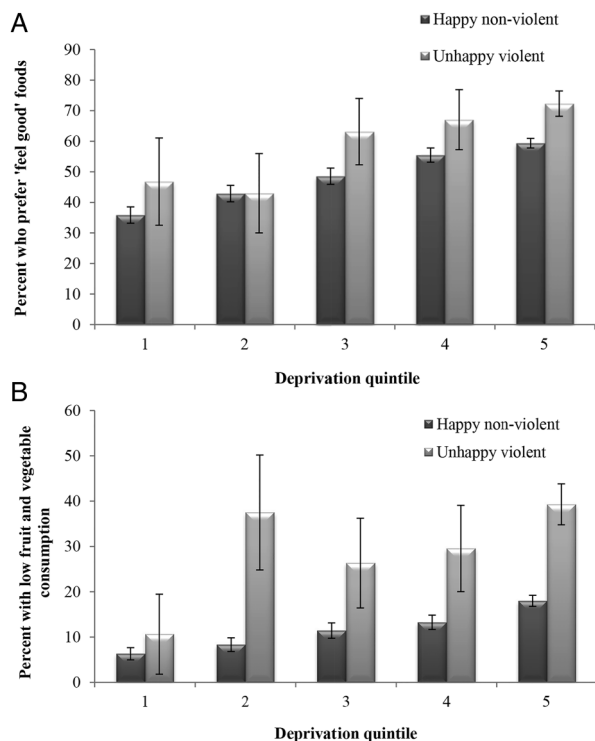 A
Happy non-violent
Unhappy violent
Percent who prefer 'feel good' foods
90
80
70
60
50
40
30
20
10
0
1 2 3 4 5
Deprivation quintile
B
Happy non-violent
Unhappy violent
Percent with low fruit and vegetable
consumption
60
50
40
30
20
10
0
1 2 3 4 5
Deprivation quintile